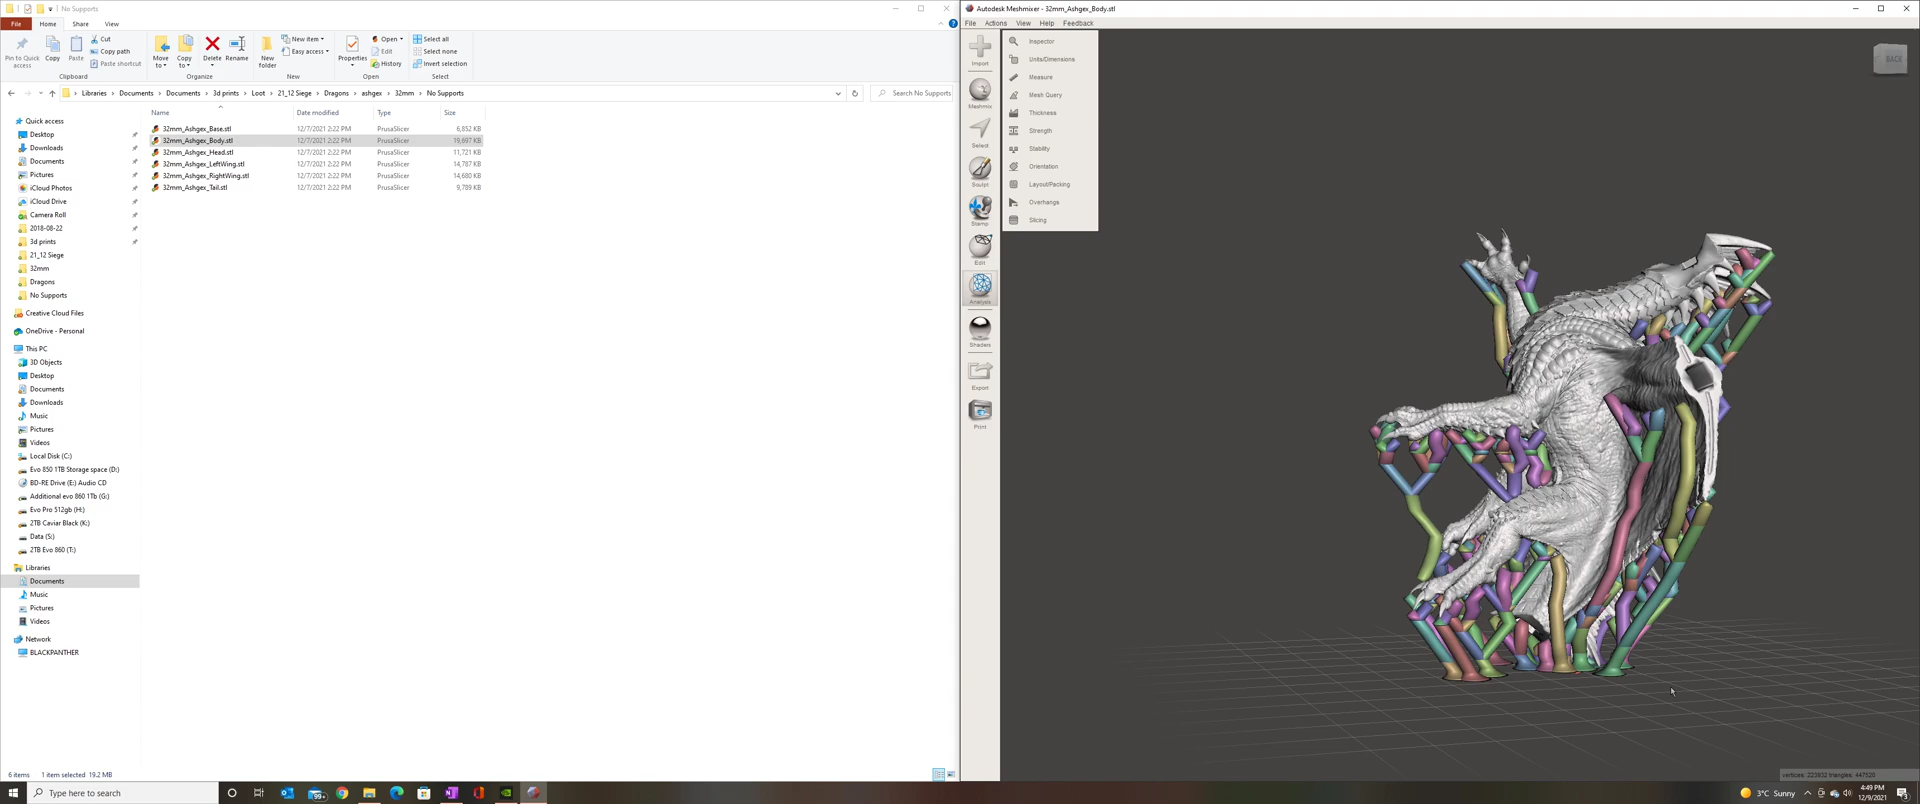 No Supports
File Home Share View
Pin to Quick access
Copy
Paste
Cut
Copy path
Paste shortcut
Move to
Copy to
Delete
Rename
New folder
New item
Easy access
Properties
Open
Edit
History
Select all
Select none
Invert selection
Clipboard Organize New Open Select
Libraries Documents Documents 3d prints Loot 21_12 Siege Dragons ashgex 32mm No Supports
Search No Supports
Name Date modified Type Size
32mm_Ashgex_Base.stl 12/7/2021 2:22 PM PrusaSlicer 6,852 KB
32mm_Ashgex_Body.stl 12/7/2021 2:22 PM PrusaSlicer 19,697 KB
32mm_Ashgex_Head.stl 12/7/2021 2:22 PM PrusaSlicer 11,721 KB
32mm_Ashgex_LeftWing.stl 12/7/2021 2:22 PM PrusaSlicer 14,787 KB
32mm_Ashgex_RightWing.stl 12/7/2021 2:22 PM PrusaSlicer 14,680 KB
32mm_Ashgex_Tail.stl 12/7/2021 2:22 PM PrusaSlicer 9,789 KB
Quick access
Desktop
Downloads
Documents
Pictures
iCloud Photos
iCloud Drive
Camera Roll
2018-08-22
3d prints
21_12 Siege
32mm
Dragons
No Supports
Creative Cloud Files
OneDrive - Personal
This PC
3D Objects
Desktop
Documents
Downloads
Music
Pictures
Videos
Local Disk (C:)
Evo 850 1TB Storage space (D:)
BD-RE Drive (E:) Audio CD
Additional evo 860 1Tb (G:)
Evo Pro 512gb (H:)
2TB Caviar Black (K:)
Data (S:)
2TB Evo 860 (T:)
Libraries
Documents
Music
Pictures
Videos
Network
BLACKPANTHER
6 items 1 item selected 19.2 MB
Autodesk Meshmixer - 32mm_Ashgex_Body.stl
File Actions View Help Feedback
Import
Meshmix
Select
Sculpt
Stamp
Edit
Analysis
Shaders
Export
Print
Inspector
Units/Dimensions
Measure
Mesh Query
Thickness
Strength
Stability
Orientation
Layout/Packing
Overhangs
Slicing
BACK
vertices: 223932 triangles: 447520
Type here to search
99+
3°C Sunny
4:49 PM
12/9/2021
3